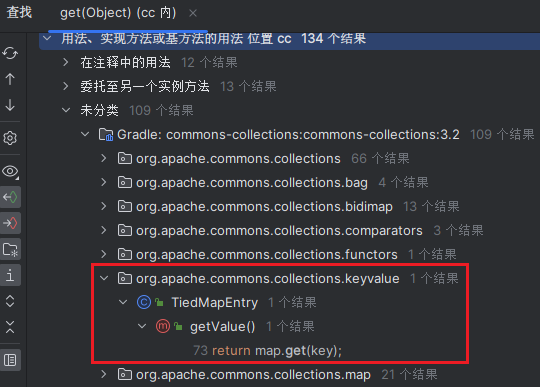 查找 get(Object) (cc 内) ×
用法、实现方法或基方法的用法 位置 cc 134 个结果
在注释中的用法 12 个结果
委托至另一个实例方法 13 个结果
未分类 109 个结果
Gradle: commons-collections:commons-collections:3.2 109 个结果
org.apache.commons.collections 66 个结果
org.apache.commons.collections.bag 4 个结果
org.apache.commons.collections.bidimap 13 个结果
org.apache.commons.collections.comparators 3 个结果
org.apache.commons.collections.functors 1 个结果
org.apache.commons.collections.keyvalue 1 个结果
TiedMapEntry 1 个结果
getValue() 1 个结果
73 return map.get(key);
org.apache.commons.collections.map 21 个结果